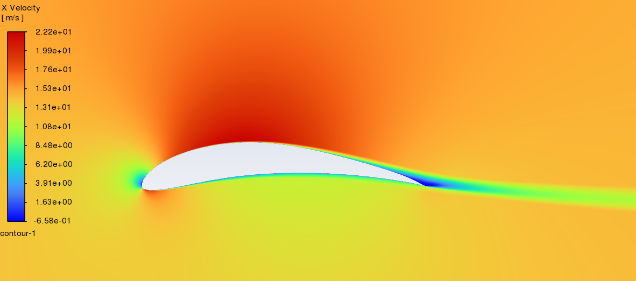 X Velocity
[ m/s ]
2.22e+01
1.99e+01
1.76e+01
1.53e+01
1.31e+01
1.08e+01
8.48e+00
6.20e+00
3.91e+00
1.63e+00
-6.58e-01
contour-1